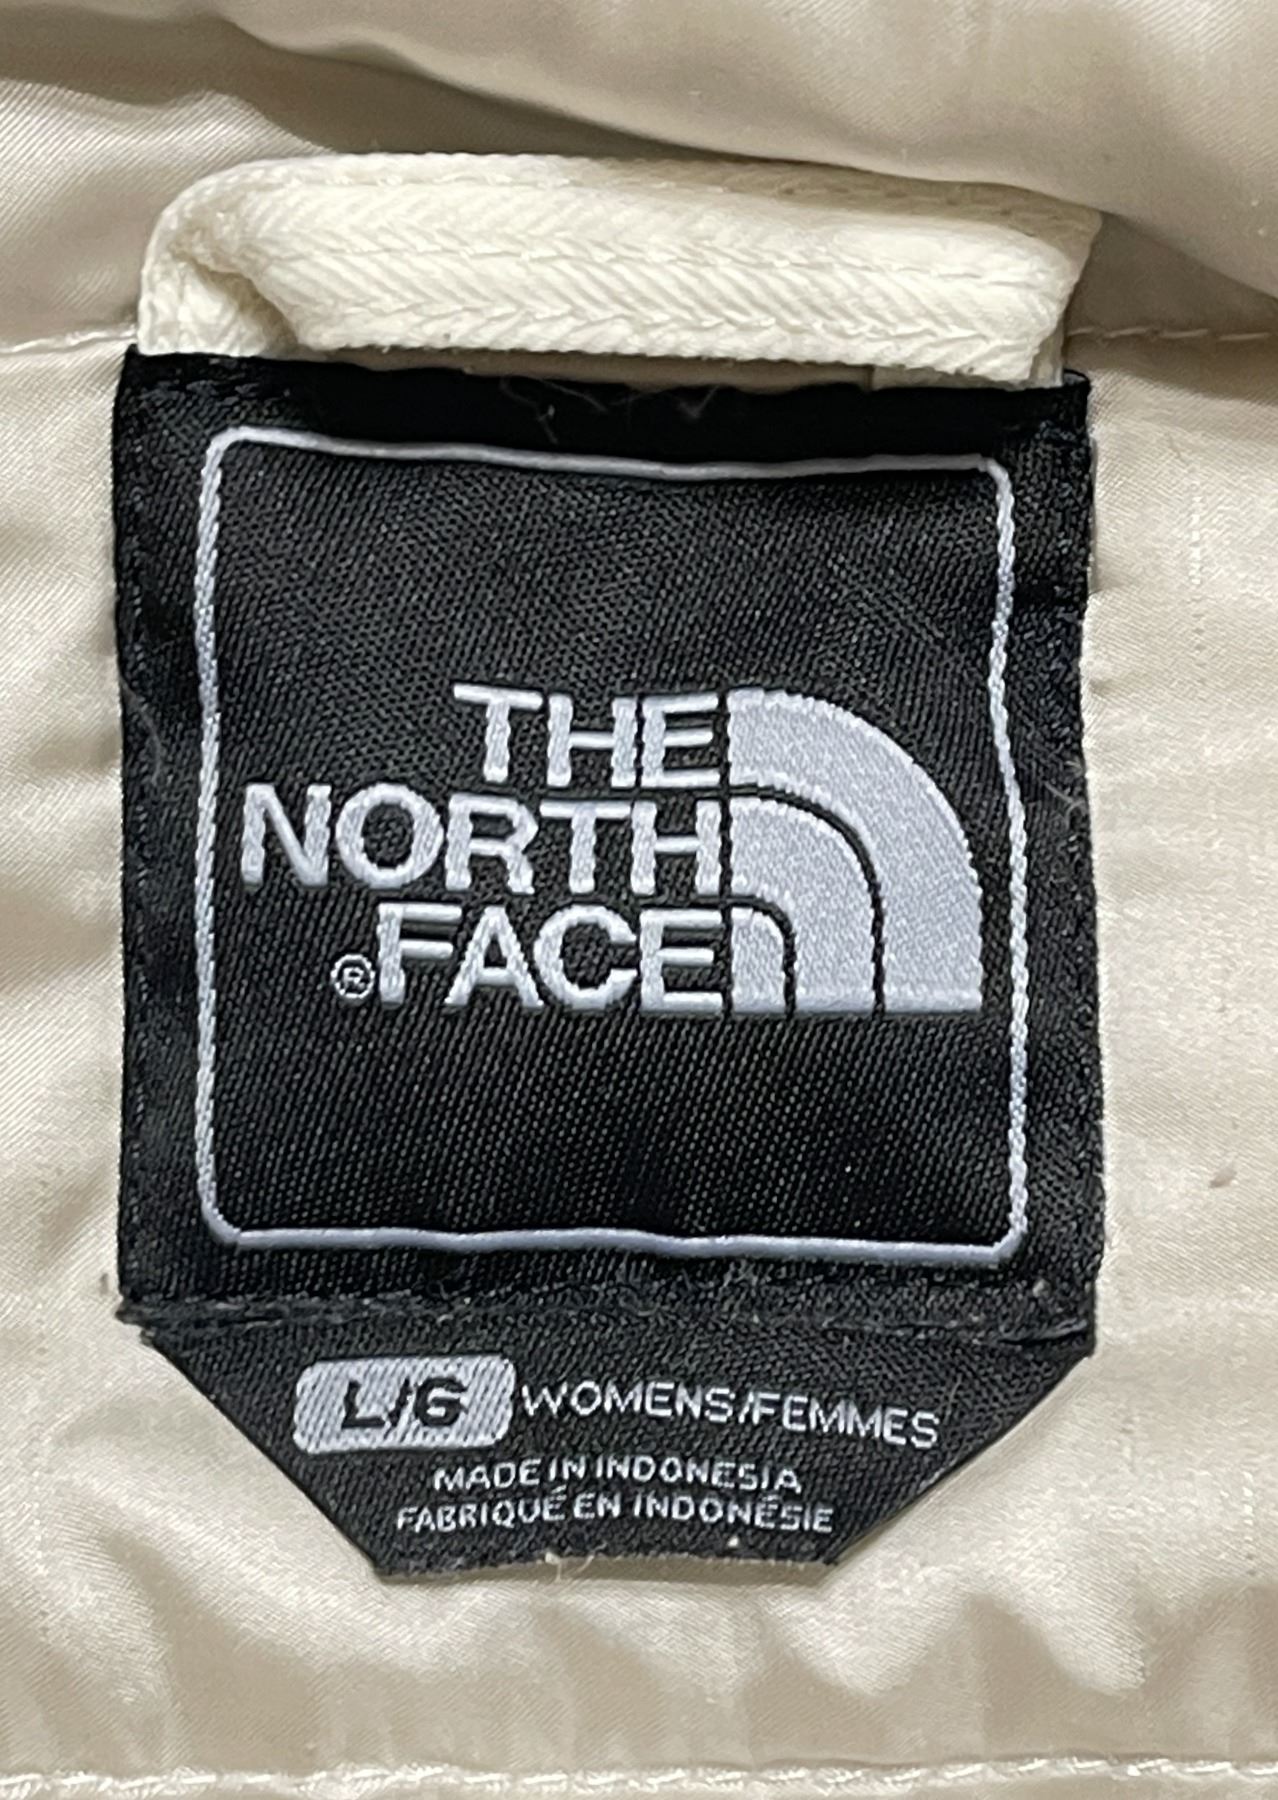 THE
NORTH
®FACE
L/G WOMENS/FEMMES
MADE IN INDONESIA
FABRIQUÉ EN INDONÉSIE